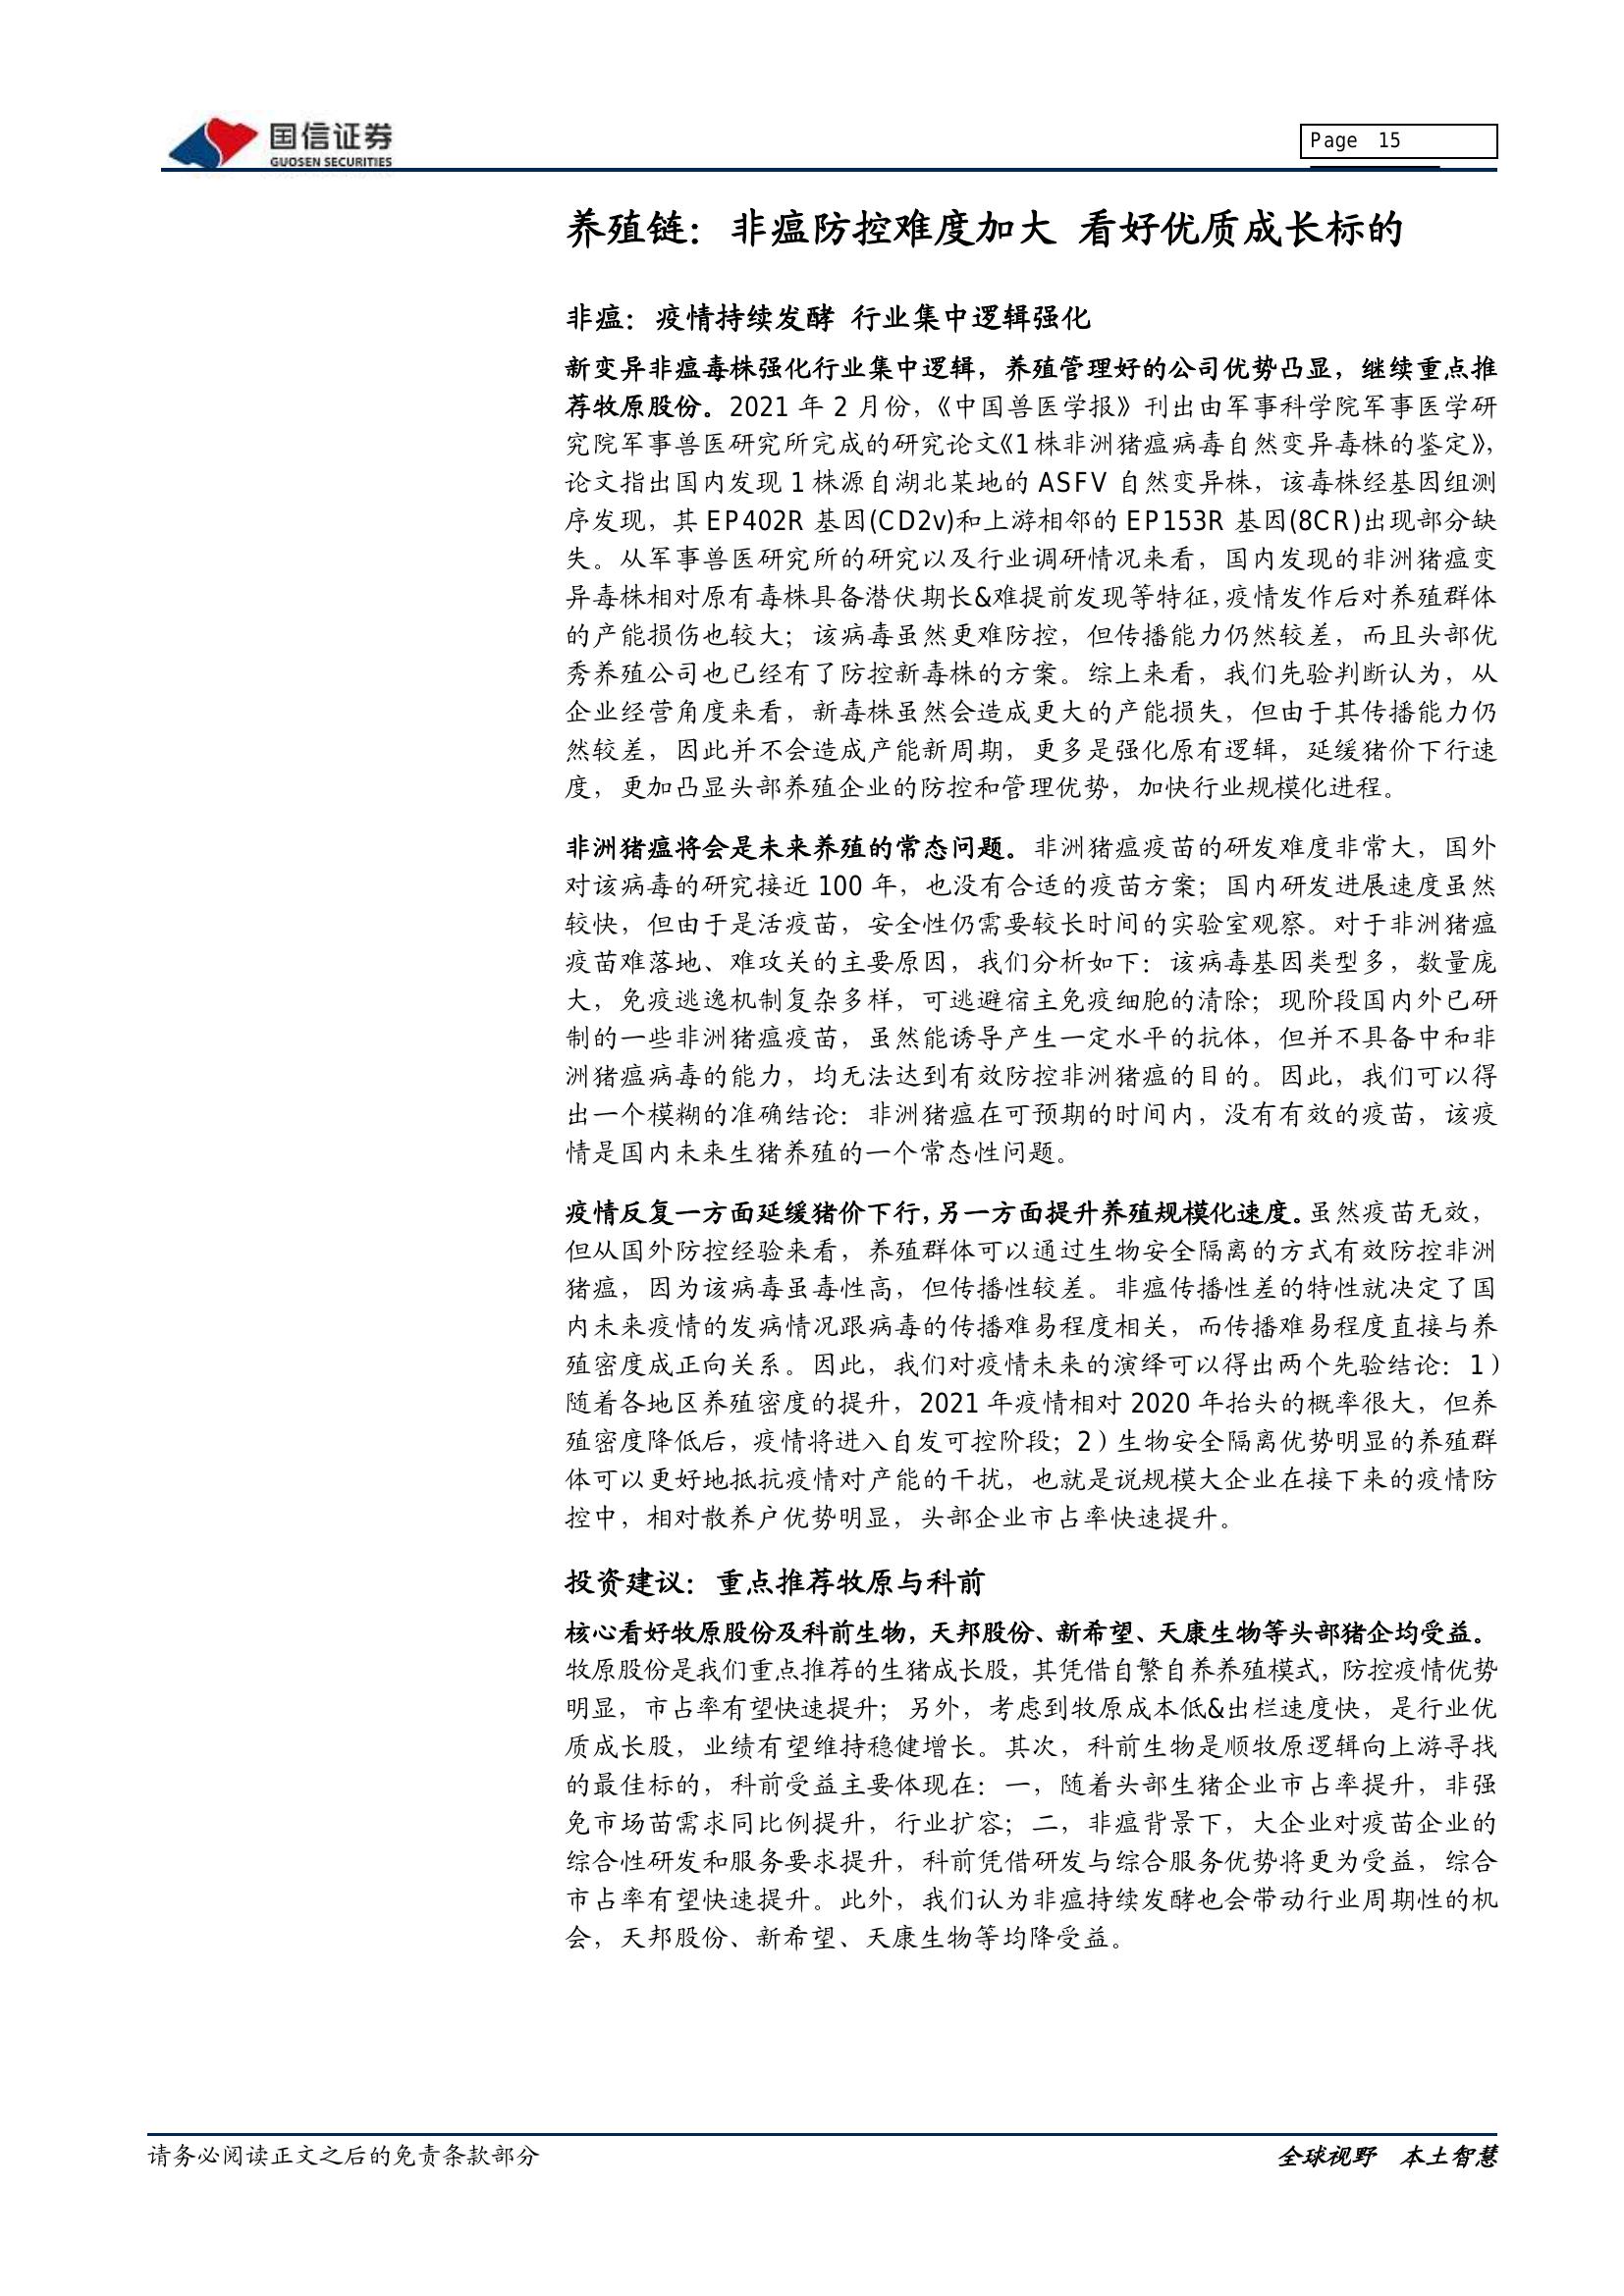 国信证券
GUOSEN SECURITIES
Page 15
养殖链：非瘟防控难度加大 看好优质成长标的
非瘟：疫情持续发酵 行业集中逻辑强化
新变异非瘟毒株强化行业集中逻辑，养殖管理好的公司优势凸显，继续重点推
荐牧原股份。2021 年 2 月份，《中国兽医学报》刊出由军事科学院军事医学研
究院军事兽医研究所完成的研究论文《1株非洲猪瘟病毒自然变异毒株的鉴定》，
论文指出国内发现 1 株源自湖北某地的 ASFV 自然变异株，该毒株经基因组测
序发现，其 EP402R 基因(CD2v)和上游相邻的 EP153R 基因(8CR)出现部分缺
失。从军事兽医研究所的研究以及行业调研情况来看，国内发现的非洲猪瘟变
异毒株相对原有毒株具备潜伏期长&难提前发现等特征，疫情发作后对养殖群体
的产能损伤也较大；该病毒虽然更难防控，但传播能力仍然较差，而且头部优
秀养殖公司也已经有了防控新毒株的方案。综上来看，我们先验判断认为，从
企业经营角度来看，新毒株虽然会造成更大的产能损失，但由于其传播能力仍
然较差，因此并不会造成产能新周期，更多是强化原有逻辑，延缓猪价下行速
度，更加凸显头部养殖企业的防控和管理优势，加快行业规模化进程。
非洲猪瘟将会是未来养殖的常态问题。非洲猪瘟疫苗的研发难度非常大，国外
对该病毒的研究接近 100 年，也没有合适的疫苗方案；国内研发进展速度虽然
较快，但由于是活疫苗，安全性仍需要较长时间的实验室观察。对于非洲猪瘟
疫苗难落地、难攻关的主要原因，我们分析如下：该病毒基因类型多，数量庞
大，免疫逃逸机制复杂多样，可逃避宿主免疫细胞的清除；现阶段国内外已研
制的一些非洲猪瘟疫苗，虽然能诱导产生一定水平的抗体，但并不具备中和非
洲猪瘟病毒的能力，均无法达到有效防控非洲猪瘟的目的。因此，我们可以得
出一个模糊的准确结论：非洲猪瘟在可预期的时间内，没有有效的疫苗，该疫
情是国内未来生猪养殖的一个常态性问题。
疫情反复一方面延缓猪价下行，另一方面提升养殖规模化速度。虽然疫苗无效，
但从国外防控经验来看，养殖群体可以通过生物安全隔离的方式有效防控非洲
猪瘟，因为该病毒虽毒性高，但传播性较差。非瘟传播性差的特性就决定了国
内未来疫情的发病情况跟病毒的传播难易程度相关，而传播难易程度直接与养
殖密度成正向关系。因此，我们对疫情未来的演绎可以得出两个先验结论：1）
随着各地区养殖密度的提升，2021 年疫情相对 2020 年抬头的概率很大，但养
殖密度降低后，疫情将进入自发可控阶段；2）生物安全隔离优势明显的养殖群
体可以更好地抵抗疫情对产能的干扰，也就是说规模大企业在接下来的疫情防
控中，相对散养户优势明显，头部企业市占率快速提升。
投资建议：重点推荐牧原与科前
核心看好牧原股份及科前生物，天邦股份、新希望、天康生物等头部猪企均受益。
牧原股份是我们重点推荐的生猪成长股，其凭借自繁自养养殖模式，防控疫情优势
明显，市占率有望快速提升；另外，考虑到牧原成本低&出栏速度快，是行业优
质成长股，业绩有望维持稳健增长。其次，科前生物是顺牧原逻辑向上游寻找
的最佳标的，科前受益主要体现在：一，随着头部生猪企业市占率提升，非强
免市场苗需求同比例提升，行业扩容；二，非瘟背景下，大企业对疫苗企业的
综合性研发和服务要求提升，科前凭借研发与综合服务优势将更为受益，综合
市占率有望快速提升。此外，我们认为非瘟持续发酵也会带动行业周期性的机
会，天邦股份、新希望、天康生物等均降受益。
请务必阅读正文之后的免责条款部分
全球视野 本土智慧